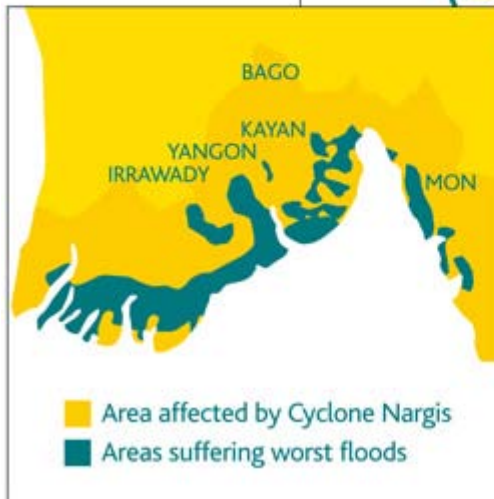 BAGO
KAYAN
YANGON
IRRAWADY
MON
Area affected by Cyclone Nargis
Areas suffering worst floods